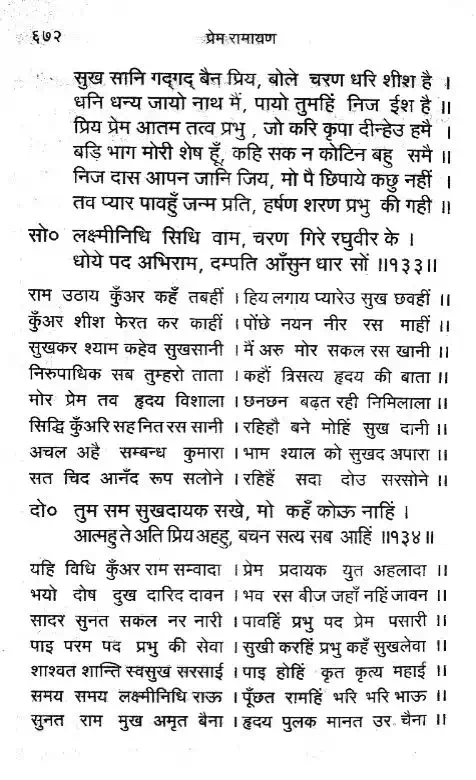 ६७२ प्रेम रामायण
सुख सानि गद्गद् बैन प्रिय, बोले चरण धरि शीश है ।
धनि धन्य जायो नाथ मैं, पायो तुमहिं निज ईश है ॥
प्रिय प्रेम आतम तत्व प्रभु , जो करि कृपा दीन्हेउ हमै ।
बड़ि भाग मोरी शेष हूँ, कहि सक न कोटिन बहु समै ॥
निज दास आपन जानि जिय, मो पै छिपाये कछु नहीं ।
तव प्यार पावहुँ जन्म प्रति, हर्षण शरण प्रभु की गही ॥
सो० लक्ष्मीनिधि सिधि वाम, चरण गिरे रघुवीर के ।
धोये पद अभिराम, दम्पति आँसुन धार सों ॥१३३॥
राम उठाय कुँअर कहँ तबहीं । हिय लगाय प्यारेउ सुख छवहीं ॥
कुँअर शीश फेरत कर काहीं । पोंछे नयन नीर रस माहीं ॥
सुखकर श्याम कहेव सुखसानी । मैं अरु मोर सकल रस खानी ॥
निरुपाधिक सब तुम्हरो ताता । कहौं त्रिसत्य हृदय की बाता ॥
मोर प्रेम तव हृदय विशाला । छनछन बढ़त रही निमिलाला ॥
सिद्धि कुँअरि सह नित रस सानी । रहिहौ बने मोहिं सुख दानी ॥
अचल अहै सम्बन्ध कुमारा । भाम श्याल को सुखद अपारा ॥
सत चिद आनँद रूप सलोने । रहिहैं सदा दोउ सरसोने ॥
दो० तुम सम सुखदायक सखे, मो कहँ कोऊ नाहिं ।
आत्महु ते अति प्रिय अहहु, बचन सत्य सब आहिं ॥१३४॥
यहि विधि कुँअर राम सम्वादा । प्रेम प्रदायक युत अहलादा ॥
भयो दोष दुख दारिद दावन । भव रस बीज जहाँ नहिं जावन ॥
सादर सुनत सकल नर नारी । पावहिं प्रभु पद प्रेम पसारी ॥
पाइ परम पद प्रभु की सेवा । सुखी करहिं प्रभु कहँ सुखलेवा ॥
शाश्वत शान्ति स्वसुख सरसाई । पाइ होहिं कृत कृत्य महाई ॥
समय समय लक्ष्मीनिधि राऊ । पूँछत रामहिं भरि भरि भाऊ ॥
सुनत राम मुख अमृत बैना । हृदय पुलक मानत उर चैना ॥